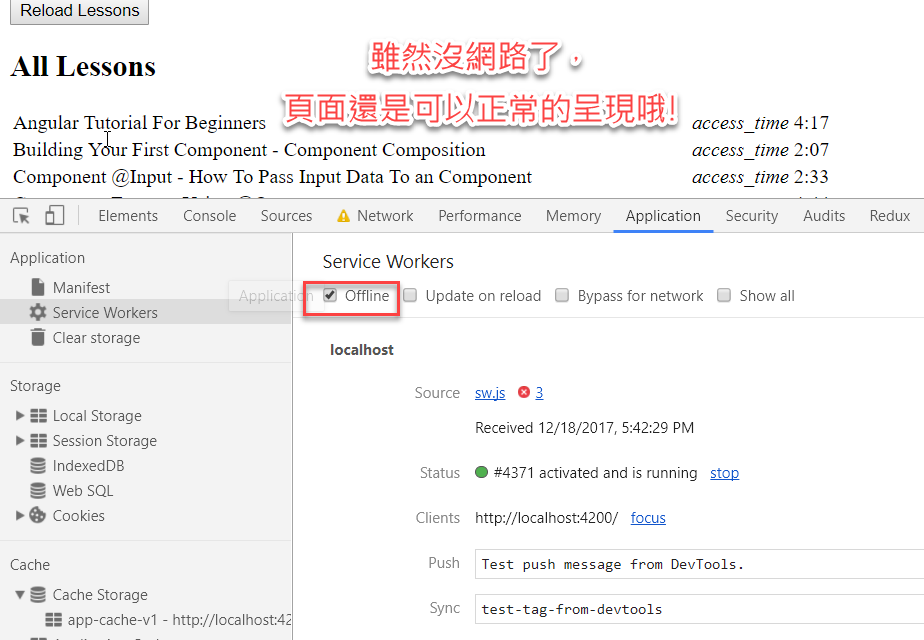 Reload Lessons
All Lessons
雖然沒網路了，
頁面還是可以正常的呈現哦!
Angular Tutorial For Beginners access_time 4:17
Building Your First Component - Component Composition access_time 2:07
Component @Input - How To Pass Input Data To an Component access_time 2:33
Elements Console Sources Network Performance Memory Application Security Audits Redux
Application
Manifest
Service Workers
Clear storage
Storage
Local Storage
Session Storage
IndexedDB
Web SQL
Cookies
Cache
Cache Storage
app-cache-v1 - http://localhost:42
Service Workers
Application
Offline Update on reload Bypass for network Show all
localhost
Source sw.js 3
Received 12/18/2017, 5:42:29 PM
Status #4371 activated and is running stop
Clients http://localhost:4200/ focus
Push Test push message from DevTools.
Sync test-tag-from-devtools